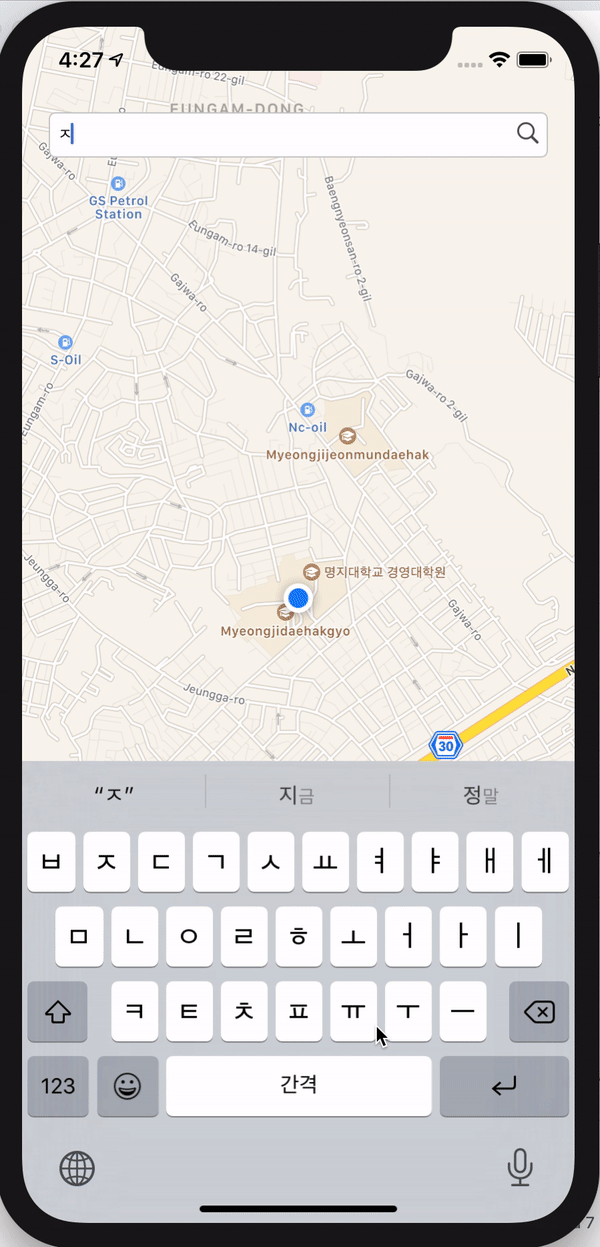 4:27
Eungam-ro 22-gil
EUNGAM-DONG
ㅈ
Gajwa-ro
GS Petrol
Station
Baengnyeonsan-ro 2-gil
Eungam-ro 14-gil
Gajwa-ro
S-Oil
Eungam-ro
Gajwa-ro 2-gil
Nc-oil
Myeongjijeonmundaehak
Jeungga-ro
명지대학교 경영대학원
Gajwa-ro
Myeongjidaehakgyo
Jeungga-ro
30
“ㅈ” 지금 정말
ㅂ ㅈ ㄷ ㄱ ㅅ ㅛ ㅕ ㅑ ㅐ ㅔ
ㅁ ㄴ ㅇ ㄹ ㅎ ㅗ ㅓ ㅏ ㅣ
ㅋ ㅌ ㅊ ㅍ ㅠ ㅜ ㅡ
123 간격